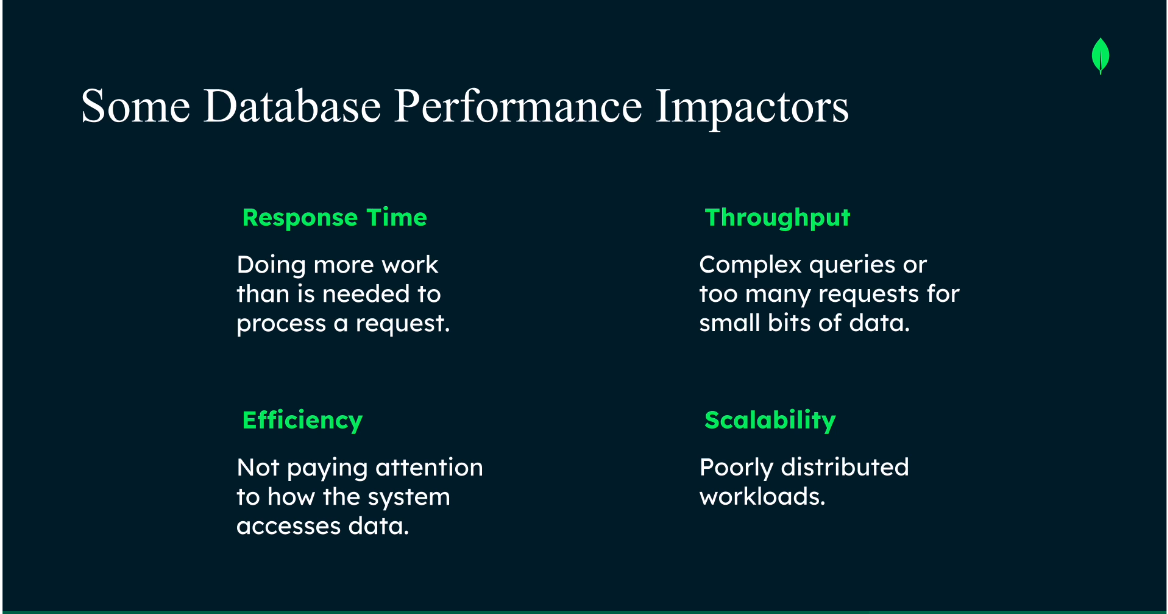 Some Database Performance Impactors
Response Time
Doing more work
than is needed to
process a request.
Throughput
Complex queries or
too many requests for
small bits of data.
Efficiency
Not paying attention
to how the system
accesses data.
Scalability
Poorly distributed
workloads.